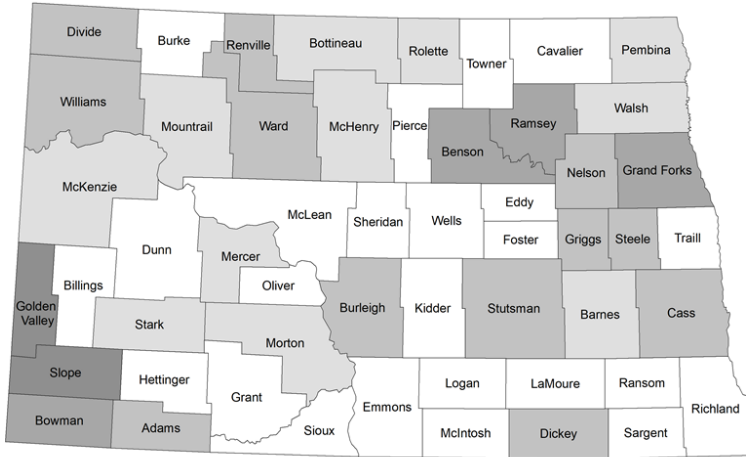 Divide
Burke
Renville
Bottineau
Rolette
Towner
Cavalier
Pembina
Williams
Mountrail
Ward
McHenry
Pierce
Benson
Ramsey
Walsh
Nelson
Grand Forks
McKenzie
Dunn
McLean
Sheridan
Wells
Eddy
Foster
Griggs
Steele
Traill
Golden
Valley
Billings
Mercer
Oliver
Burleigh
Kidder
Stutsman
Barnes
Cass
Stark
Morton
Slope
Hettinger
Grant
Emmons
Logan
LaMoure
Ransom
Richland
Bowman
Adams
Sioux
McIntosh
Dickey
Sargent